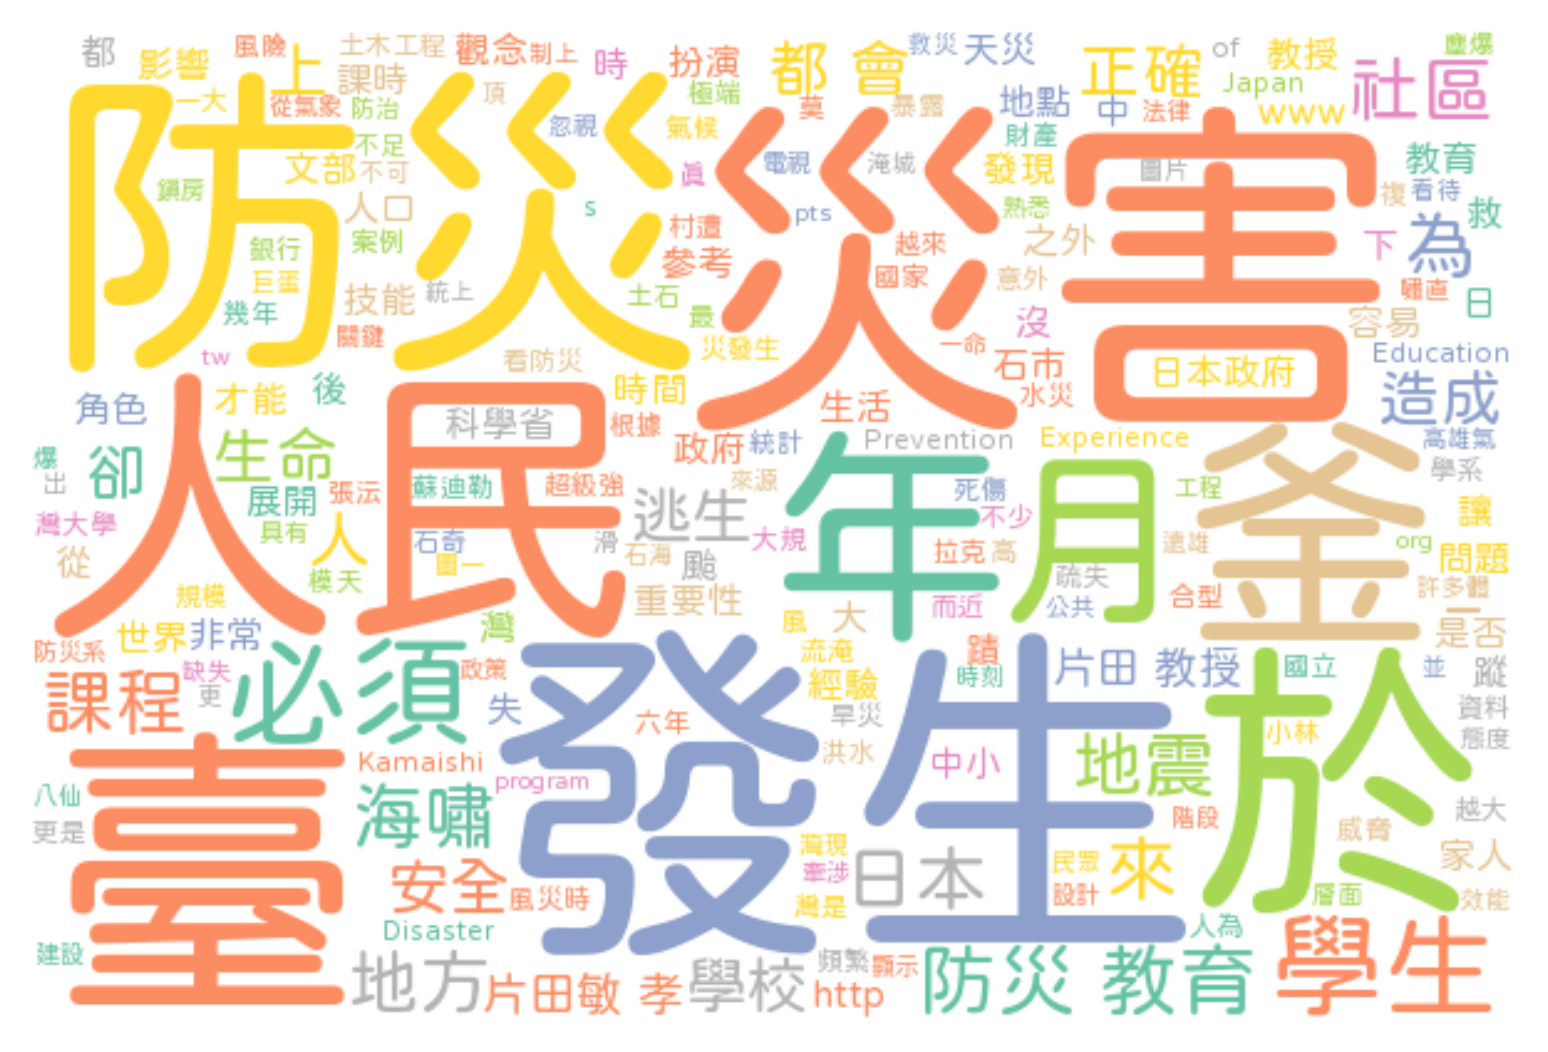 都 影響 風險 上 土木工程 觀念 制上 時 扮演 都 會 救災 天災 正確 of 教授 塵爆
一大 從氣象 課時 防治 頂 極端 地點 中 法律 Japan www 社區
防災 災害
不足 忽視 氣候 暴露 財產
文部 不可 鎖房 電視 淹城 發現 圖片 教育
人口 s pts 熟悉 複 看待 救
銀行 案例 村遭 參考 越來 之外 下 為
巨蛋 技能 統上 土石 國家 意外 日
幾年 關鍵 最 沒 容易
tw 看防災 災發生 一命 石市 日本政府 Education
角色 才能 後 時間 生活 水災 造成
人民 科學省 根據 政府 統計 Prevention Experience 高雄氣
爆 出 卻 生命 蘇迪勒 超級強 來源 年 月 釜 學系
灣大學 展開 張沄 逃生 死傷 工程 讓
具有 人 石奇 滑 大規 不少 org
從 模天 圖一 石海 颱 拉克 高 遠雄 問題
規模 重要性 疏失 公共 合型 許多體
世界 非常 灣 風 大 而近 一 是否
防災系 缺失 必須 政策 流淹 蹟 片田 教授 國立 並 蹤
課程 更 失 經驗 時刻 資料
六年 旱災 小林 態度
臺 發生 於
Kamaishi program 洪水 中小 地震
八仙 海嘯 階段 越大
更是 灣現 威脅
安全 風災時 牽涉 日本 民眾 來 家人
灣是 設計 層面 效能
Disaster 人為
建設 地方 片田敏 孝 學校 頻繁 顯示 防災 教育 學生
http